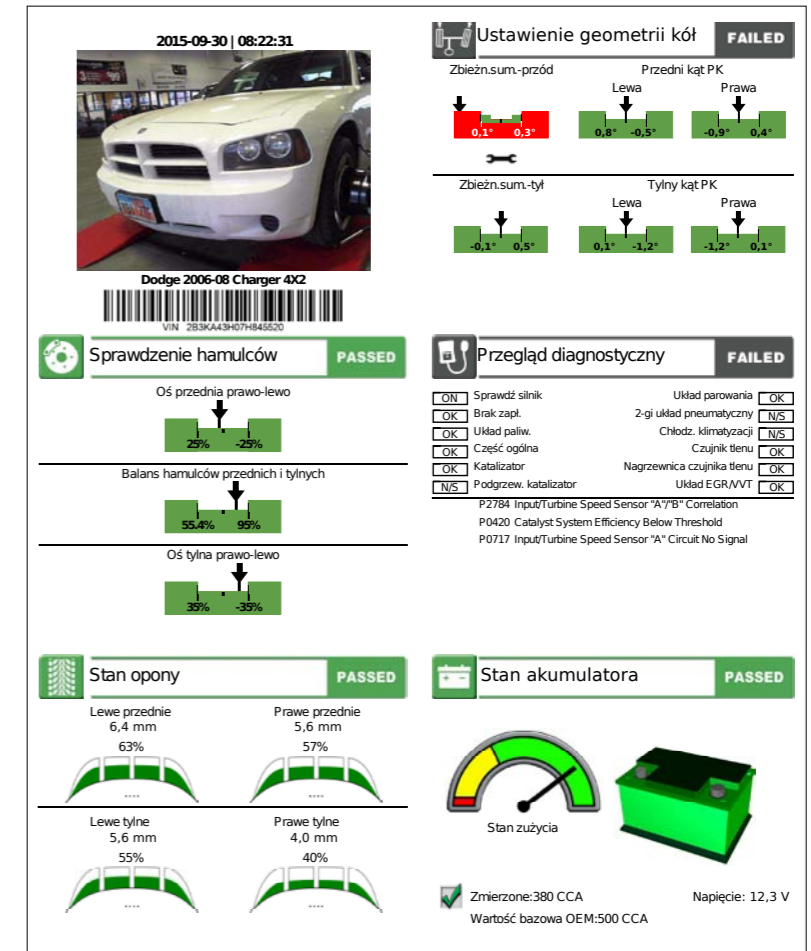 2015-09-30 | 08:22:31
Dodge 2006-08 Charger 4X2
VIN 2B3KA43H07H845520
Ustawienie geometrii kół FAILED
Zbieżn.sum.-przód Przedni kąt PK
Lewa Prawa
0,1° 0,3° 0,8° -0,5° -0,9° 0,4°
Zbieżn.sum.-tył Tylny kąt PK
Lewa Prawa
-0,1° 0,5° 0,1° -1,2° -1,2° 0,1°
Sprawdzenie hamulców PASSED
Oś przednia prawo-lewo
25% -25%
Balans hamulców przednich i tylnych
55.4% 95%
Oś tylna prawo-lewo
35% -35%
Przegląd diagnostyczny FAILED
ON Sprawdź silnik Układ parowania OK
OK Brak zapł. 2-gi układ pneumatyczny N/S
OK Układ paliw. Chłodz. klimatyzacji N/S
OK Część ogólna Czujnik tlenu OK
OK Katalizator Nagrzewnica czujnika tlenu OK
N/S Podgrzew. katalizator Układ EGR/VVT OK
P2784 Input/Turbine Speed Sensor "A"/"B" Correlation
P0420 Catalyst System Efficiency Below Threshold
P0717 Input/Turbine Speed Sensor "A" Circuit No Signal
Stan opony PASSED
Lewe przednie Prawe przednie
6,4 mm 5,6 mm
63% 57%
Lewe tylne Prawe tylne
5,6 mm 4,0 mm
55% 40%
Stan akumulatora PASSED
Stan zużycia
Zmierzone:380 CCA Napięcie: 12,3 V
Wartość bazowa OEM:500 CCA